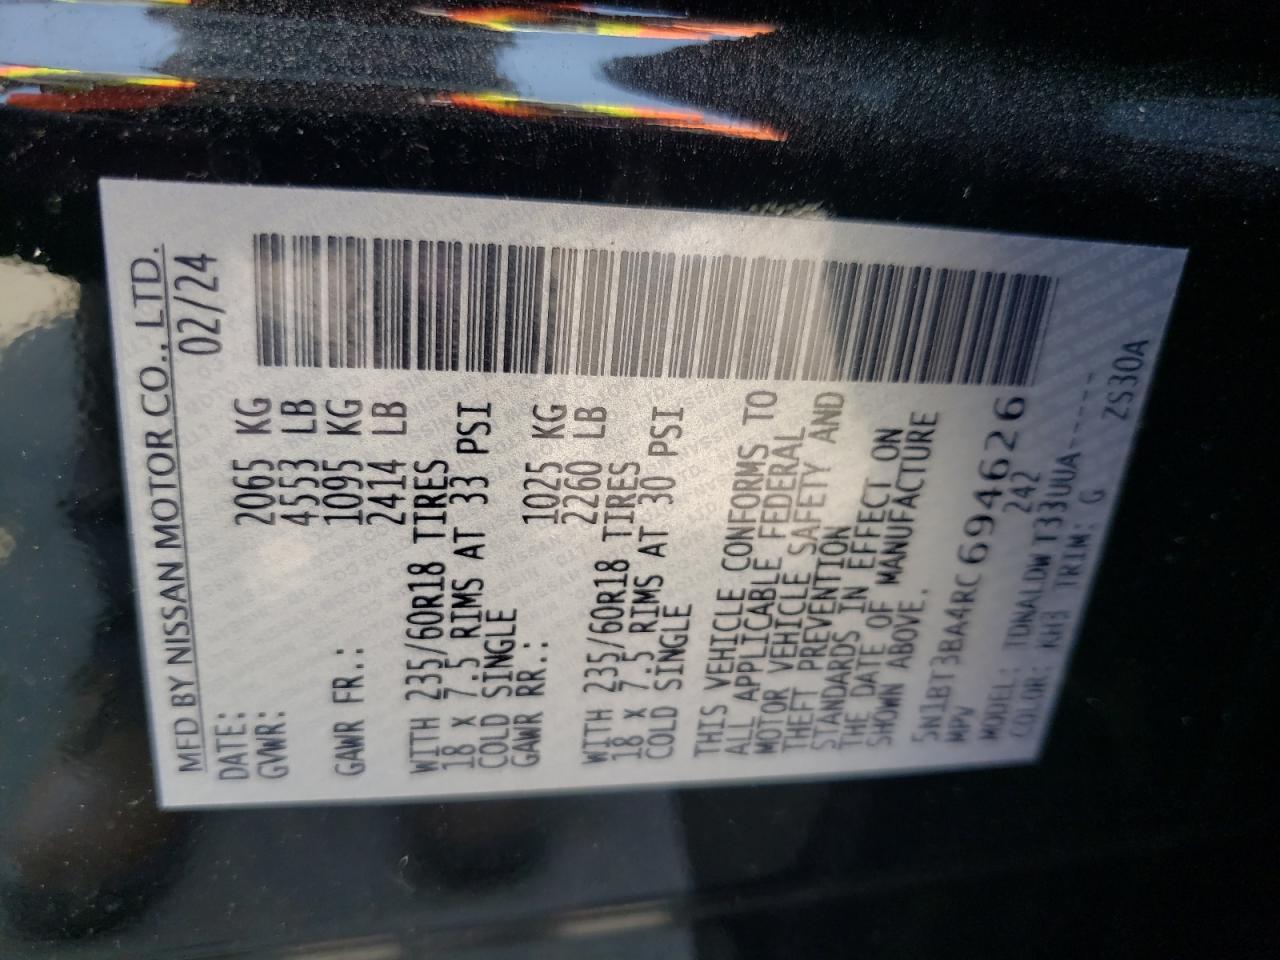 MFD BY NISSAN MOTOR CO., LTD.
DATE: 02/24
GVWR: 2065 KG
4553 LB
GAWR FR.: 1095 KG
2414 LB
WITH 235/60R18 TIRES
18 X 7.5 RIMS AT 33 PSI
COLD SINGLE
GAWR RR.: 1025 KG
2260 LB
WITH 235/60R18 TIRES
18 X 7.5 RIMS AT 30 PSI
COLD SINGLE
THIS VEHICLE CONFORMS TO
ALL APPLICABLE FEDERAL
MOTOR VEHICLE SAFETY AND
THEFT PREVENTION
STANDARDS IN EFFECT ON
THE DATE OF MANUFACTURE
SHOWN ABOVE.
5N1BT3BA4RC694626
MPV 242
MODEL: TDNALDWT33UUA-----
COLOR: KH3 TRIM: G ZS30A